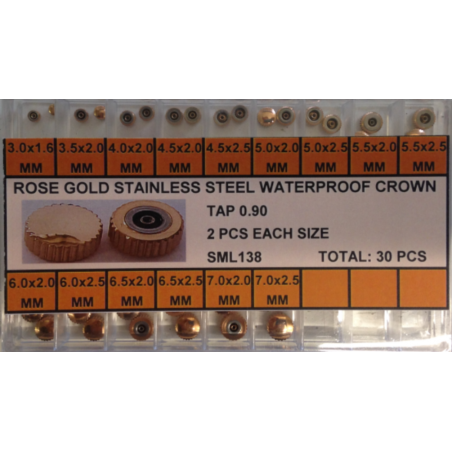 3.0x1.6 3.5x2.0 4.0x2.0 4.5x2.0 4.5x2.5 5.0x2.0 5.0x2.5 5.5x2.0 5.5x2.5
MM MM MM MM MM MM MM MM MM
ROSE GOLD STAINLESS STEEL WATERPROOF CROWN
TAP 0.90
2 PCS EACH SIZE
SML138 TOTAL: 30 PCS
6.0x2.0 6.0x2.5 6.5x2.0 6.5x2.5 7.0x2.0 7.0x2.5
MM MM MM MM MM MM